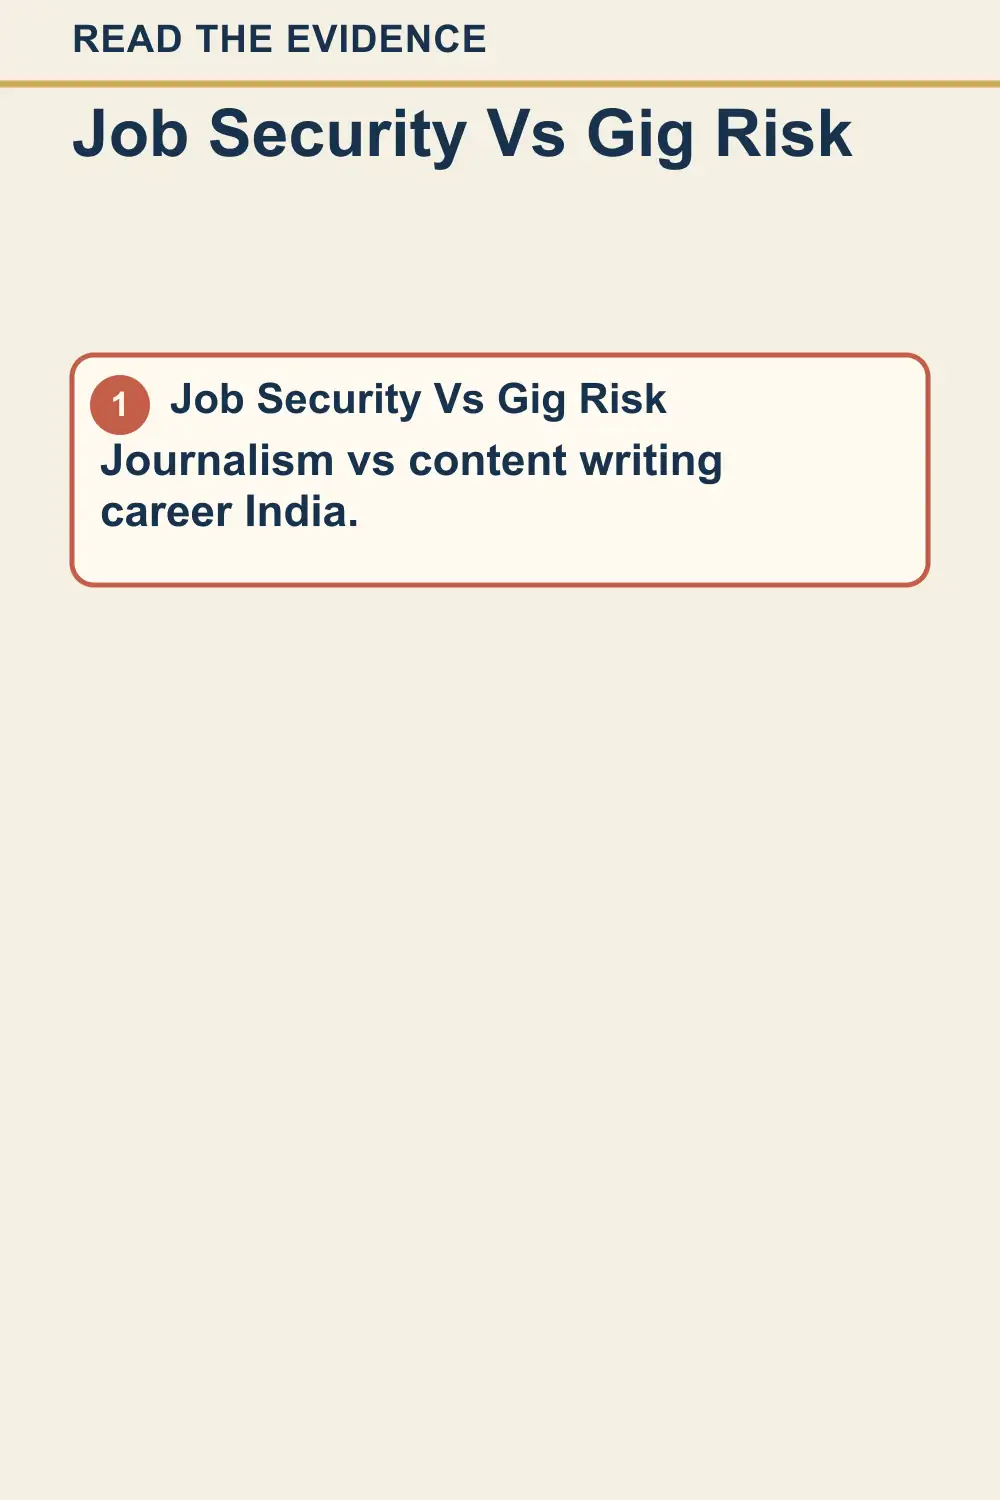 READ THE EVIDENCE
Job Security Vs Gig Risk
1 Job Security Vs Gig Risk
Journalism vs content writing
career India.